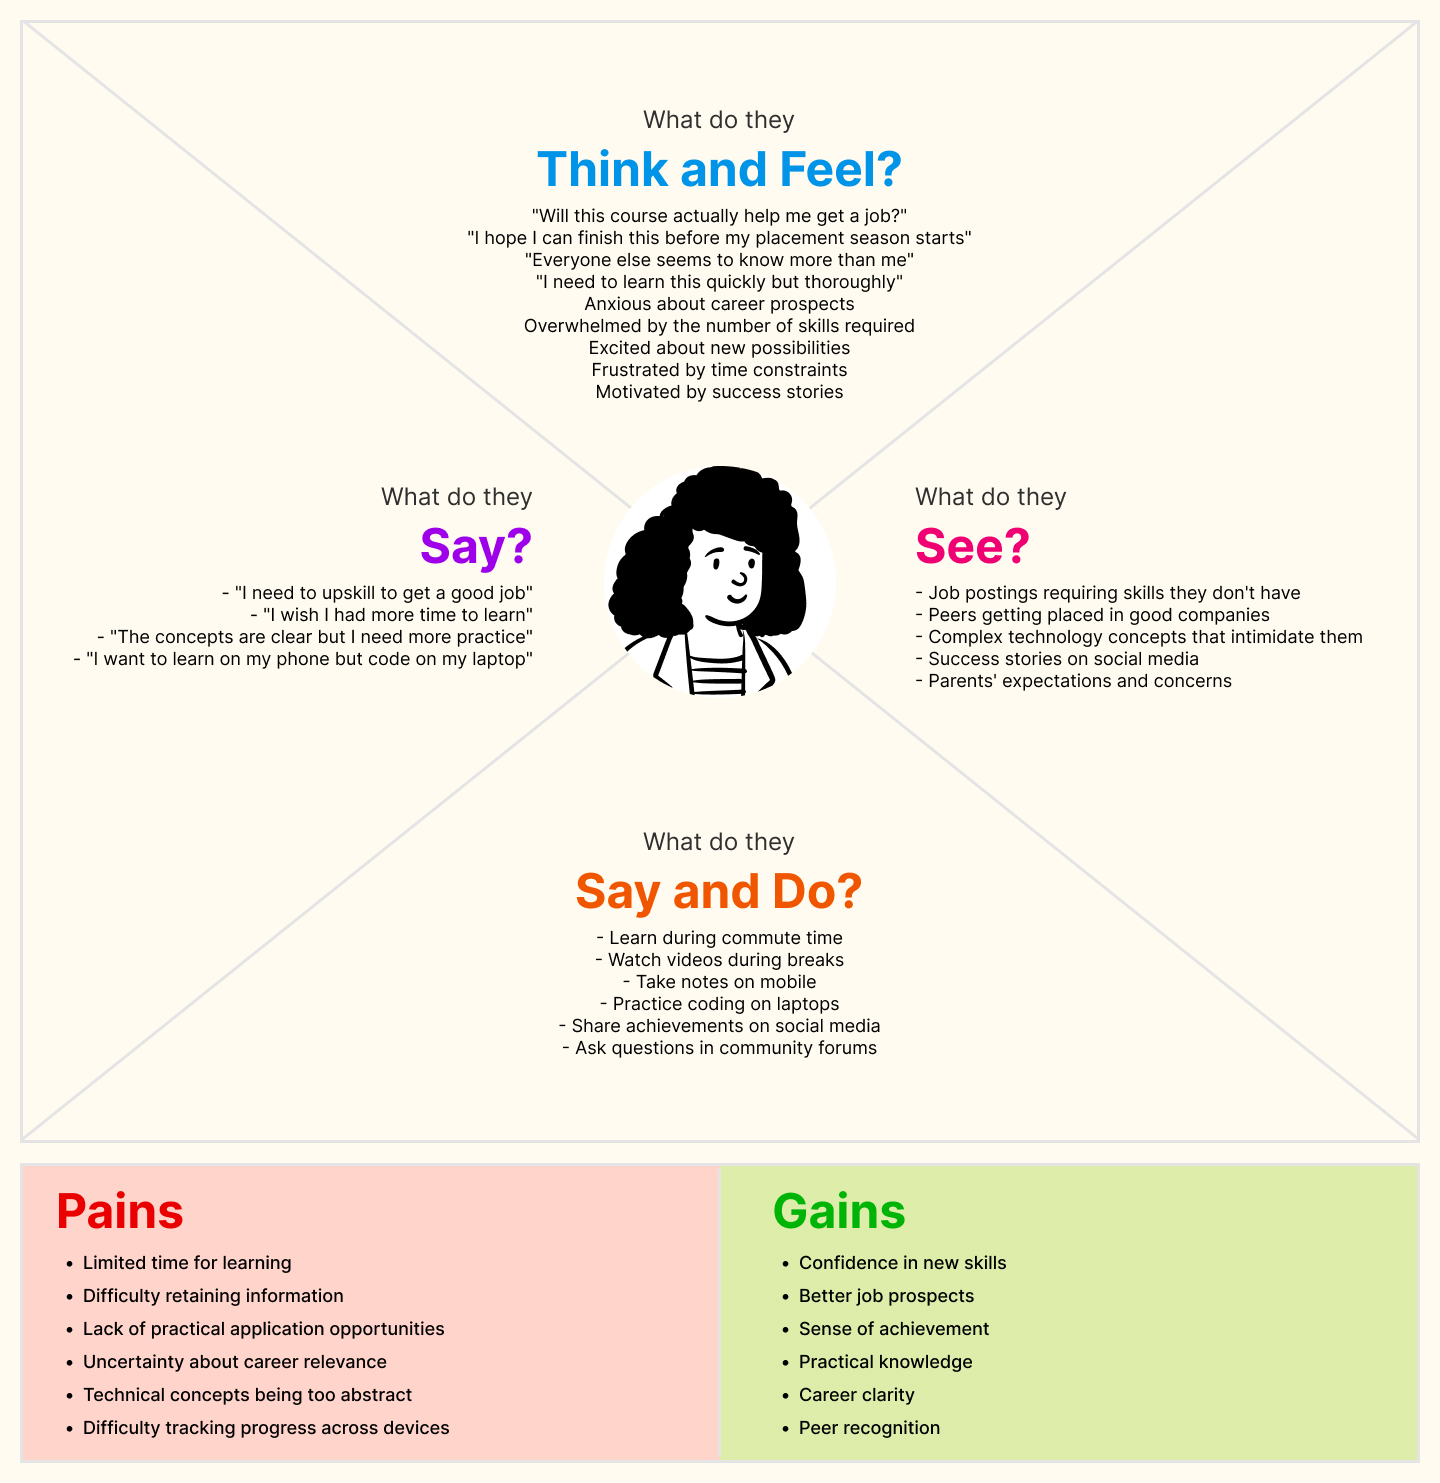 What do they
Think and Feel?
"Will this course actually help me get a job?"
"I hope I can finish this before my placement season starts"
"Everyone else seems to know more than me"
"I need to learn this quickly but thoroughly"
Anxious about career prospects
Overwhelmed by the number of skills required
Excited about new possibilities
Frustrated by time constraints
Motivated by success stories
What do they
Say?
- "I need to upskill to get a good job"
- "I wish I had more time to learn"
- "The concepts are clear but I need more practice"
- "I want to learn on my phone but code on my laptop"
What do they
See?
- Job postings requiring skills they don't have
- Peers getting placed in good companies
- Complex technology concepts that intimidate them
- Success stories on social media
- Parents' expectations and concerns
What do they
Say and Do?
- Learn during commute time
- Watch videos during breaks
- Take notes on mobile
- Practice coding on laptops
- Share achievements on social media
- Ask questions in community forums
Pains
• Limited time for learning
• Difficulty retaining information
• Lack of practical application opportunities
• Uncertainty about career relevance
• Technical concepts being too abstract
• Difficulty tracking progress across devices
Gains
• Confidence in new skills
• Better job prospects
• Sense of achievement
• Practical knowledge
• Career clarity
• Peer recognition